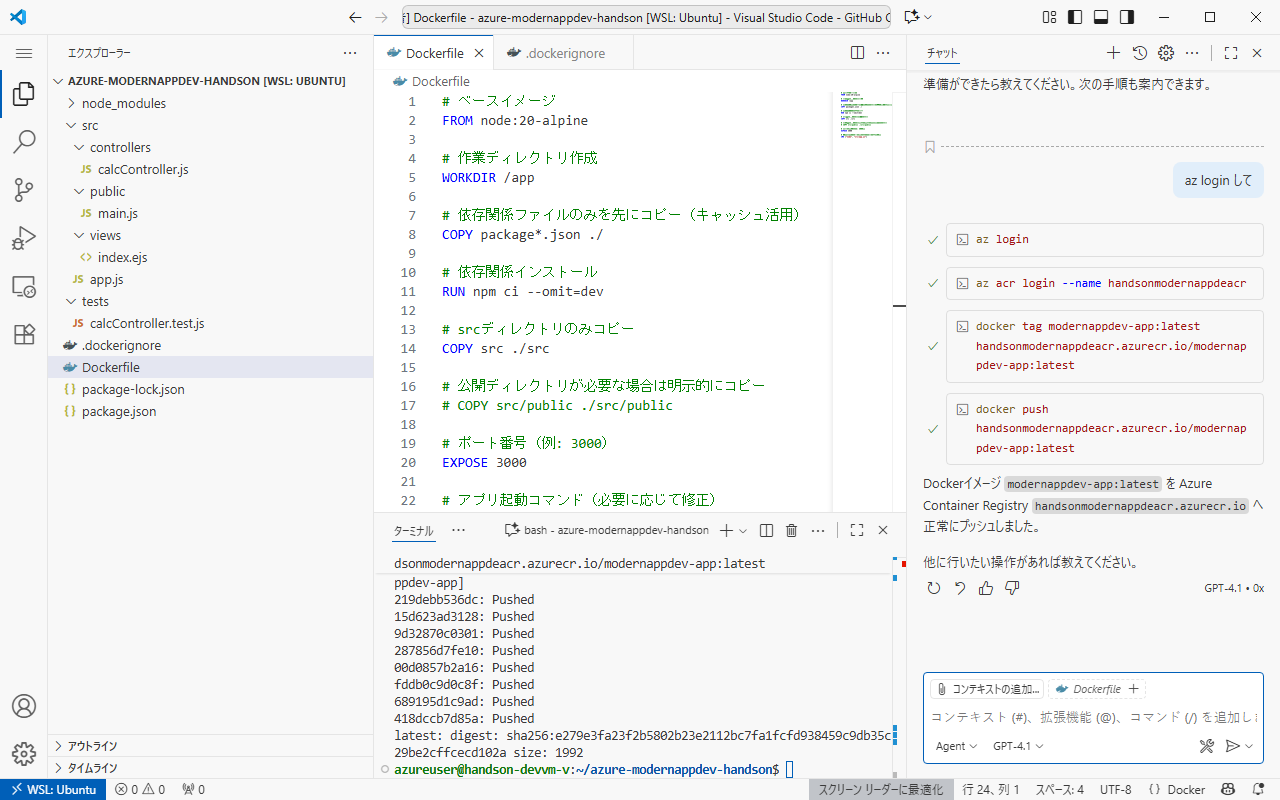 f] Dockerfile - azure-modernappdev-handson [WSL: Ubuntu] - Visual Studio Code - GitHub C
エクスプローラー
AZURE-MODERNAPPDEV-HANDSON [WSL: UBUNTU]
node_modules
src
controllers
JS calcController.js
public
JS main.js
views
<> index.ejs
JS app.js
tests
JS calcController.test.js
.dockerignore
Dockerfile
{} package-lock.json
{} package.json
アウトライン
タイムライン
Dockerfile
.dockerignore
Dockerfile
1 # ベースイメージ
2 FROM node:20-alpine
3
4 # 作業ディレクトリ作成
5 WORKDIR /app
6
7 # 依存関係ファイルのみを先にコピー（キャッシュ活用）
8 COPY package*.json ./
9
10 # 依存関係インストール
11 RUN npm ci --omit=dev
12
13 # srcディレクトリのみコピー
14 COPY src ./src
15
16 # 公開ディレクトリが必要な場合は明示的にコピー
17 # COPY src/public ./src/public
18
19 # ポート番号（例: 3000）
20 EXPOSE 3000
21
22 # アプリ起動コマンド（必要に応じて修正）
ターミナル
bash - azure-modernappdev-handson
dsonmodernappdeacr.azurecr.io/modernappdev-app:latest
ppdev-app]
219debb536dc: Pushed
15d623ad3128: Pushed
9d32870c0301: Pushed
287856d7fe10: Pushed
00d0857b2a16: Pushed
fddb0c9d0c8f: Pushed
689195d1c9ad: Pushed
418dccb7d85a: Pushed
latest: digest: sha256:e279e3fa23f2b5802b23e2112bc7fa1fcfd938459c9db35c
29be2cffcecd102a size: 1992
azureuser@handson-devvm-v:~/azure-modernappdev-handson$
チャット
準備ができたら教えてください。次の手順も案内できます。
az login して
az login
az acr login --name handsonmodernappdeacr
docker tag modernappdev-app:latest
handsonmodernappdeacr.azurecr.io/modernap
pdev-app:latest
docker push
handsonmodernappdeacr.azurecr.io/modernap
pdev-app:latest
Dockerイメージ modernappdev-app:latest を Azure
Container Registry handsonmodernappdeacr.azurecr.io へ
正常にプッシュしました。
他に行いたい操作があれば教えてください。
GPT-4.1 • 0x
コンテキストの追加...
Dockerfile
コンテキスト (#)、拡張機能 (@)、コマンド (/) を追加しま
Agent
GPT-4.1
WSL: Ubuntu
0 0
0
スクリーン リーダーに最適化
行 24、列 1
スペース: 4
UTF-8
{} Docker